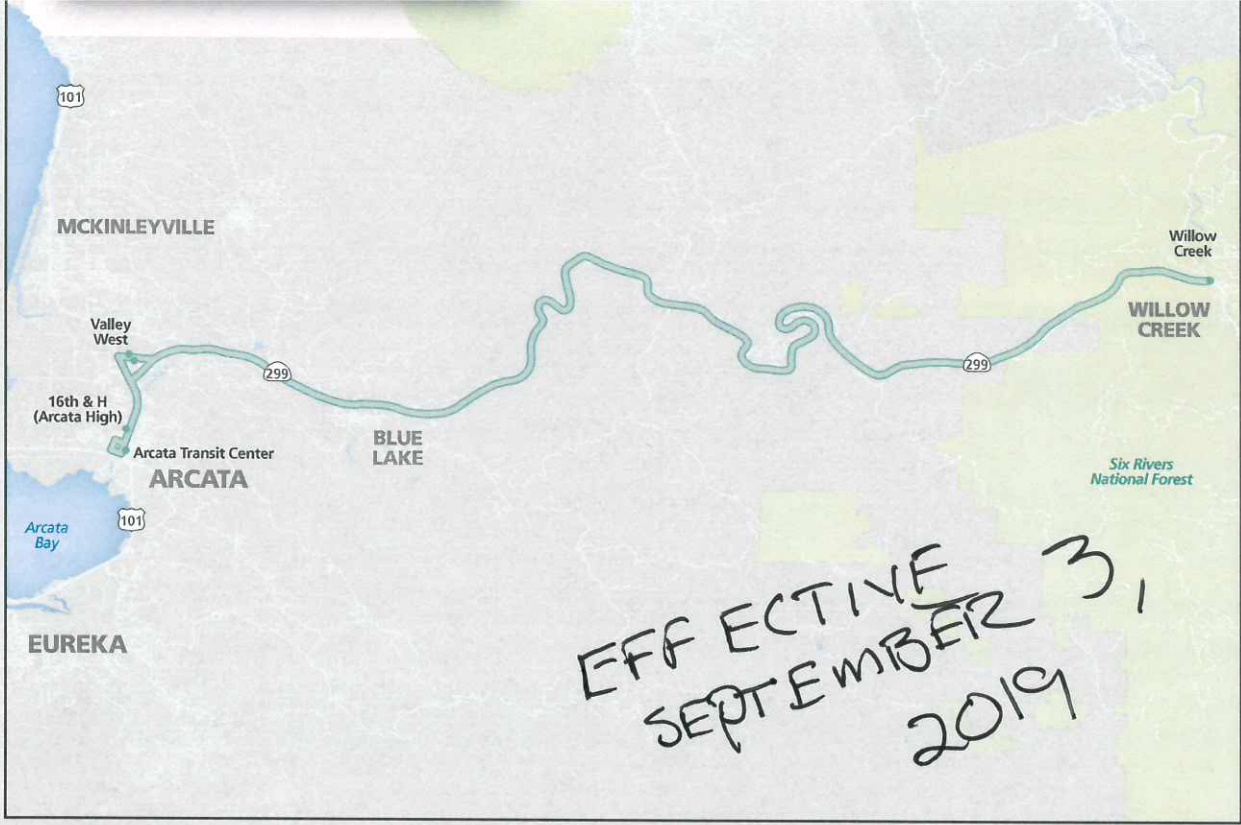 101
MCKINLEYVILLE
Willow
Creek
WILLOW
CREEK
Valley
West
299
299
16th & H
(Arcata High)
Arcata Transit Center
ARCATA
BLUE
LAKE
Six Rivers
National Forest
101
Arcata
Bay
EUREKA
EFFECTIVE
SEPTEMBER 3,
2019